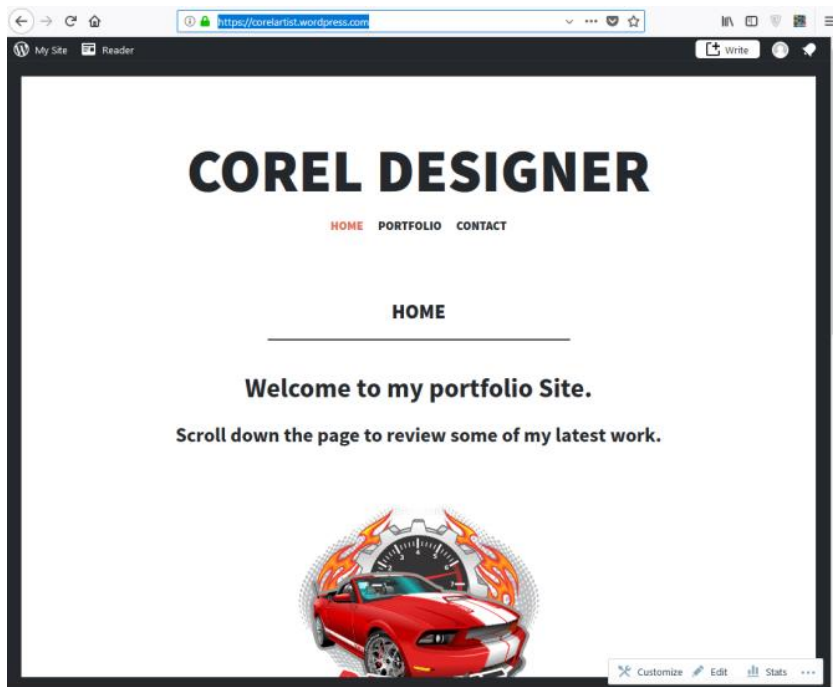 https://corelartist.wordpress.com
My Site Reader Write
COREL DESIGNER
HOME PORTFOLIO CONTACT
HOME
Welcome to my portfolio Site.
Scroll down the page to review some of my latest work.
Customize Edit Stats